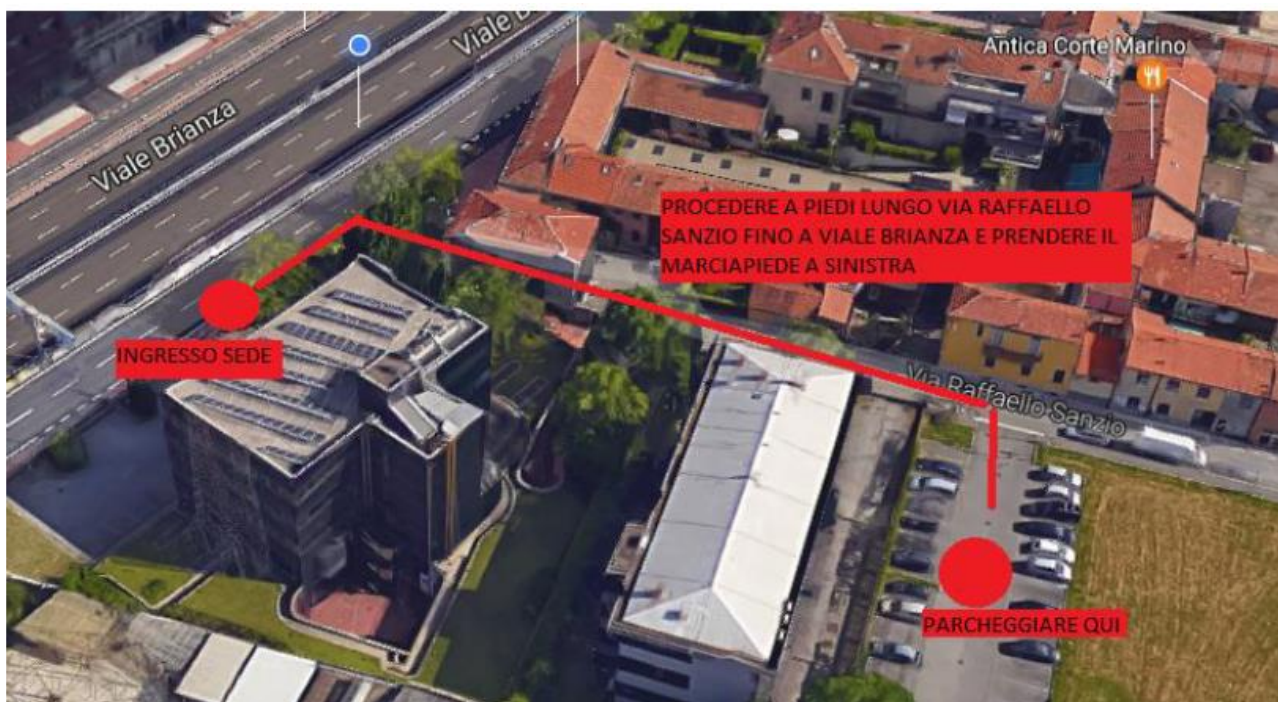 Viale B
Antica Corte Marino
Viale Brianza
PROCEDERE A PIEDI LUNGO VIA RAFFAELLO
SANZIO FINO A VIALE BRIANZA E PRENDERE IL
MARCIAPIEDE A SINISTRA
INGRESSO SEDE
Via Raffaello Sanzio
PARCHEGGIARE QUI